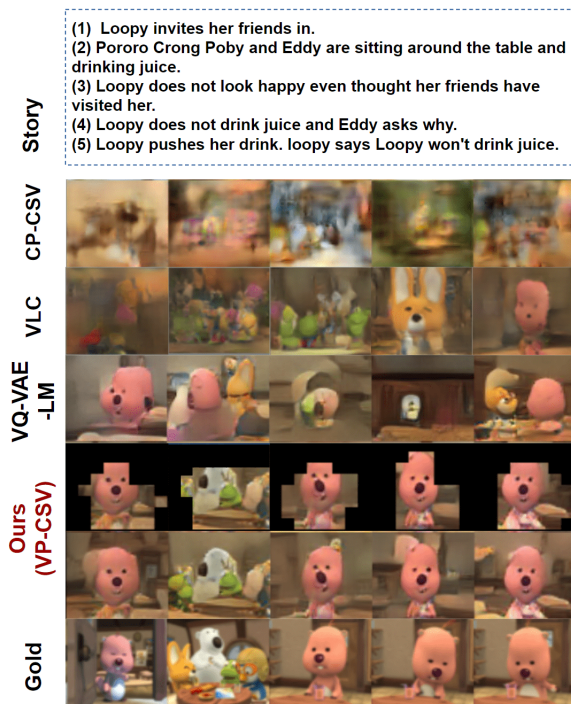 Story
(1) Loopy invites her friends in.
(2) Pororo Crong Poby and Eddy are sitting around the table and
drinking juice.
(3) Loopy does not look happy even thought her friends have
visited her.
(4) Loopy does not drink juice and Eddy asks why.
(5) Loopy pushes her drink. loopy says Loopy won't drink juice.
CP-CSV
VLC
VQ-VAE
-LM
Ours
(VP-CSV)
Gold